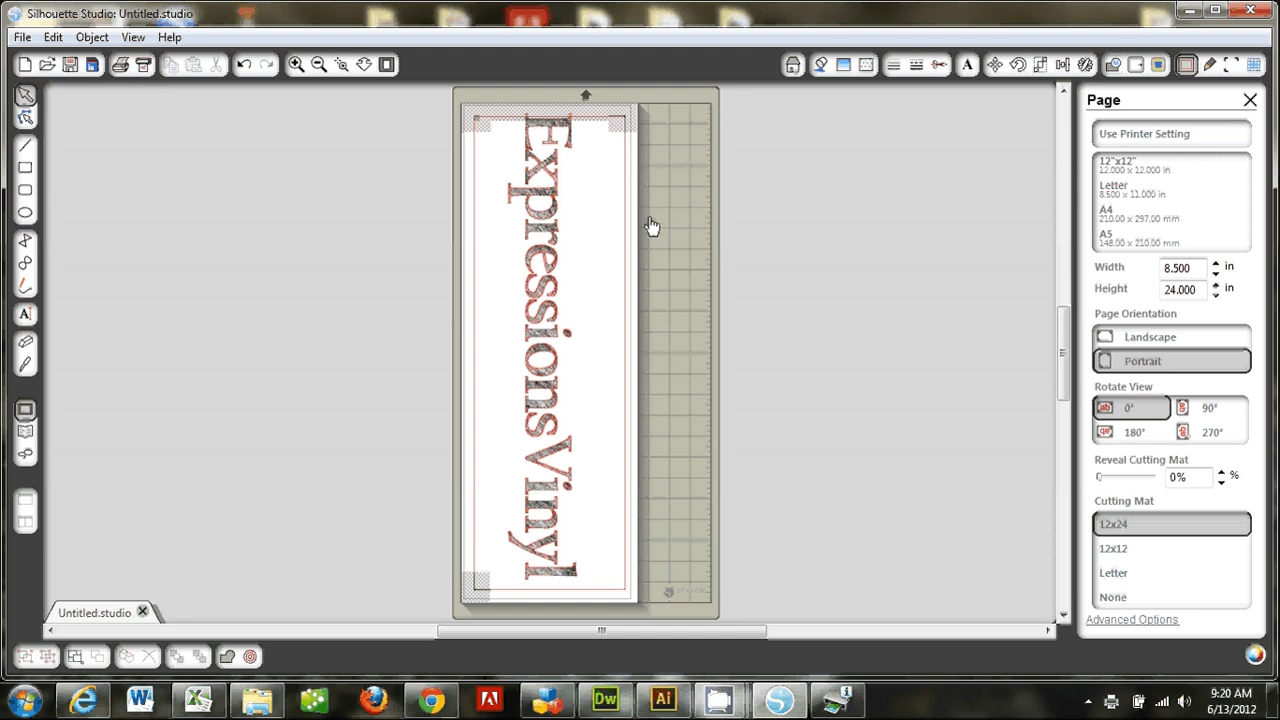 Silhouette Studio: Untitled.studio
File Edit Object View Help
A
Page
Use Printer Setting
12"x12"
12.000 x 12.000 in
Letter
8.500 x 11.000 in
A4
210.00 x 297.00 mm
A5
148.00 x 210.00 mm
Width 8.500 in
Height 24.000 in
Page Orientation
Landscape
Portrait
Rotate View
ab 0° 90°
180° 270°
Reveal Cutting Mat
0% %
Cutting Mat
12x24
12x12
Letter
None
Advanced Options
ExpressionsVinyl
A
Untitled.studio
W
Dw
Ai
9:20 AM
6/13/2012